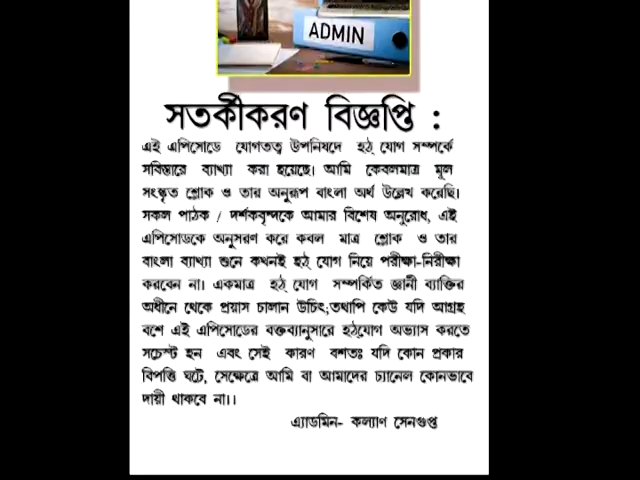 ADMIN
সতর্কীকরণ বিজ্ঞপ্তি :
এই এপিসোডে যোগতত্ব উপনিষদে হঠ্ যোগ সম্পর্কে
সবিস্তারে ব্যাখ্যা করা হয়েছে। আমি কেবলমাত্র মূল
সংস্কৃত শ্লোক ও তার অনুরূপ বাংলা অর্থ উল্লেখ করেছি।
সকল পাঠক / দর্শকবৃন্দকে আমার বিশেষ অনুরোধ, এই
এপিসোডকে অনুসরণ করে কবল মাত্র শ্লোক ও তার
বাংলা ব্যাখ্যা শুনে কখনই হঠ্ যোগ নিয়ে পরীক্ষা-নিরীক্ষা
করবেন না। একমাত্র হঠ্ যোগ সম্পর্কিত জ্ঞানী ব্যাক্তির
অধীনে থেকে প্রয়াস চালান উচিৎ;তথাপি কেউ যদি আগ্রহ
বশে এই এপিসোডের বক্তব্যানুসারে হঠ্যোগ অভ্যাস করতে
সচেস্ট হন এবং সেই কারণ বশতঃ যদি কোন প্রকার
বিপত্তি ঘটে, সেক্ষেত্রে আমি বা আমাদের চ্যানেল কোনভাবে
দায়ী থাকবে না।।
এ্যাডমিন- কল্যাণ সেনগুপ্ত